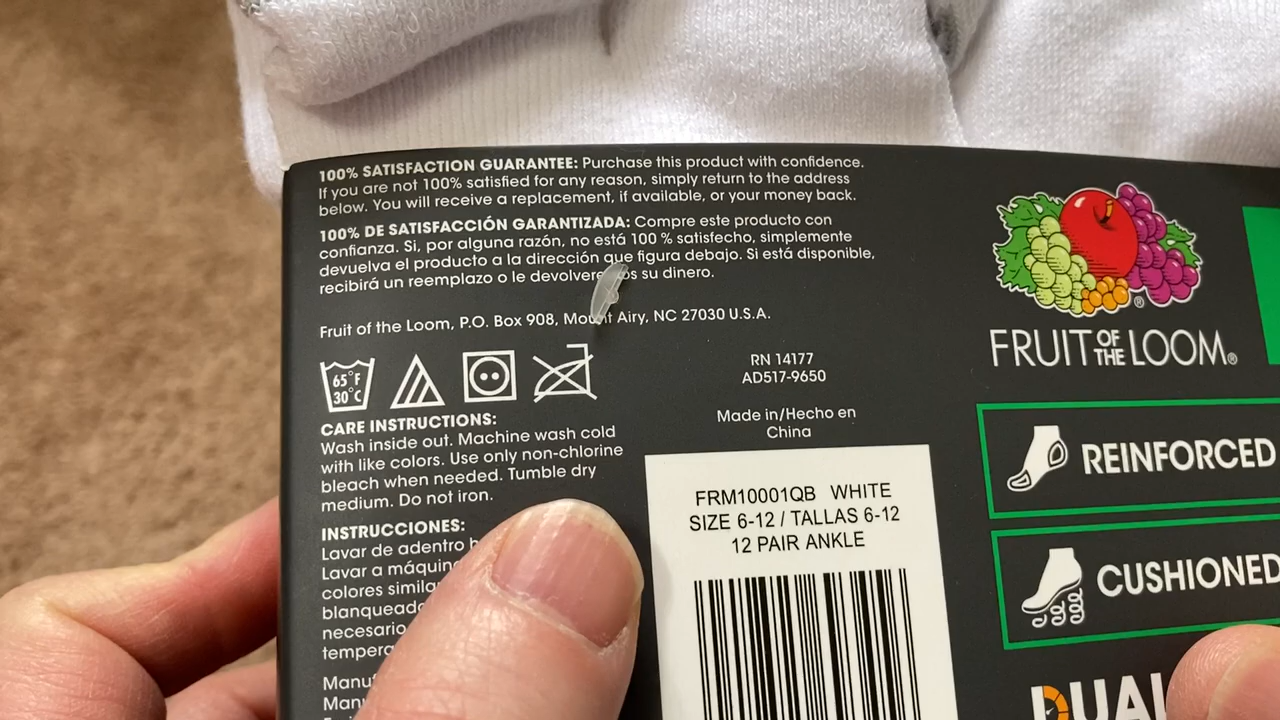 100% SATISFACTION GUARANTEE: Purchase this product with confidence.
If you are not 100% satisfied for any reason, simply return to the address
below. You will receive a replacement, if available, or your money back.
100% DE SATISFACCIÓN GARANTIZADA: Compre este producto con
confianza. Si, por alguna razón, no está 100 % satisfecho, simplemente
devuelva el producto a la dirección que figura debajo. Si está disponible,
recibirá un reemplazo o le su dinero.
Fruit of the Loom, P.O. Box 908, Mount Airy, NC 27030 U.S.A.
65°F
30°C
RN 14177
AD517-9650
Made in/Hecho en
China
CARE INSTRUCTIONS:
Wash inside out. Machine wash cold
with like colors. Use only non-chlorine
bleach when needed. Tumble dry
medium. Do not iron.
INSTRUCCIONES:
Lavar de adentro
Lavar a
colores
necesario
FRM10001QB WHITE
SIZE 6-12 / TALLAS 6-12
12 PAIR ANKLE
FRUIT OF THE LOOM®
REINFORCED
CUSHIONED